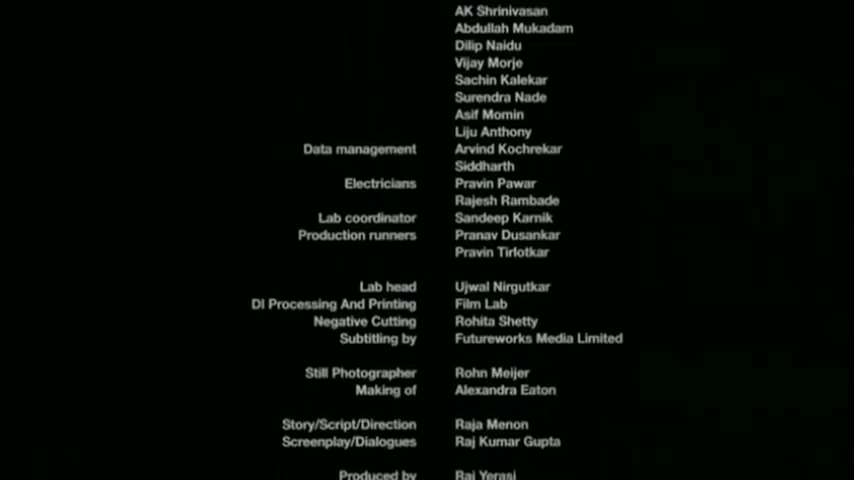 AK Shrinivasan
Abdullah Mukadam
Dilip Naidu
Vijay Morje
Sachin Kalekar
Surendra Nade
Asif Momin
Liju Anthony
Data management Arvind Kochrekar
Siddharth
Electricians Pravin Pawar
Rajesh Rambade
Lab coordinator Sandeep Karnik
Production runners Pranav Dusankar
Pravin Tirlotkar
Lab head Ujwal Nirgutkar
DI Processing And Printing Film Lab
Negative Cutting Rohita Shetty
Subtitling by Futureworks Media Limited
Still Photographer Rohn Meijer
Making of Alexandra Eaton
Story/Script/Direction Raja Menon
Screenplay/Dialogues Raj Kumar Gupta
Produced by Raj Yerasi